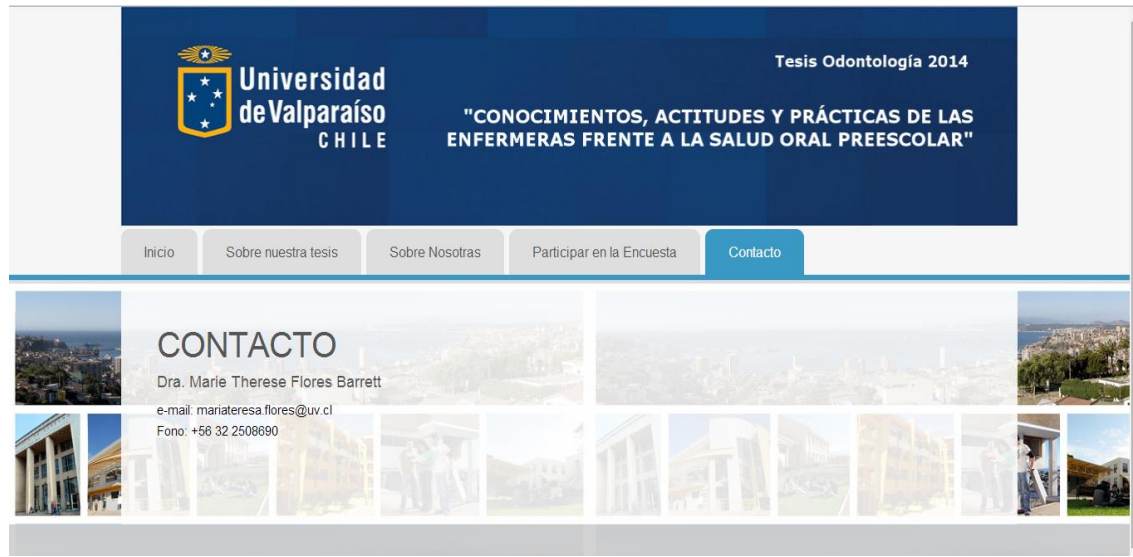 Universidad
de Valparaíso
CHILE
Tesis Odontología 2014
"CONOCIMIENTOS, ACTITUDES Y PRÁCTICAS DE LAS
ENFERMERAS FRENTE A LA SALUD ORAL PREESCOLAR"
Inicio
Sobre nuestra tesis
Sobre Nosotras
Participar en la Encuesta
Contacto
CONTACTO
Dra. Marie Therese Flores Barrett
e-mail: mariateresa.flores@uv.cl
Fono: +56 32 2508690